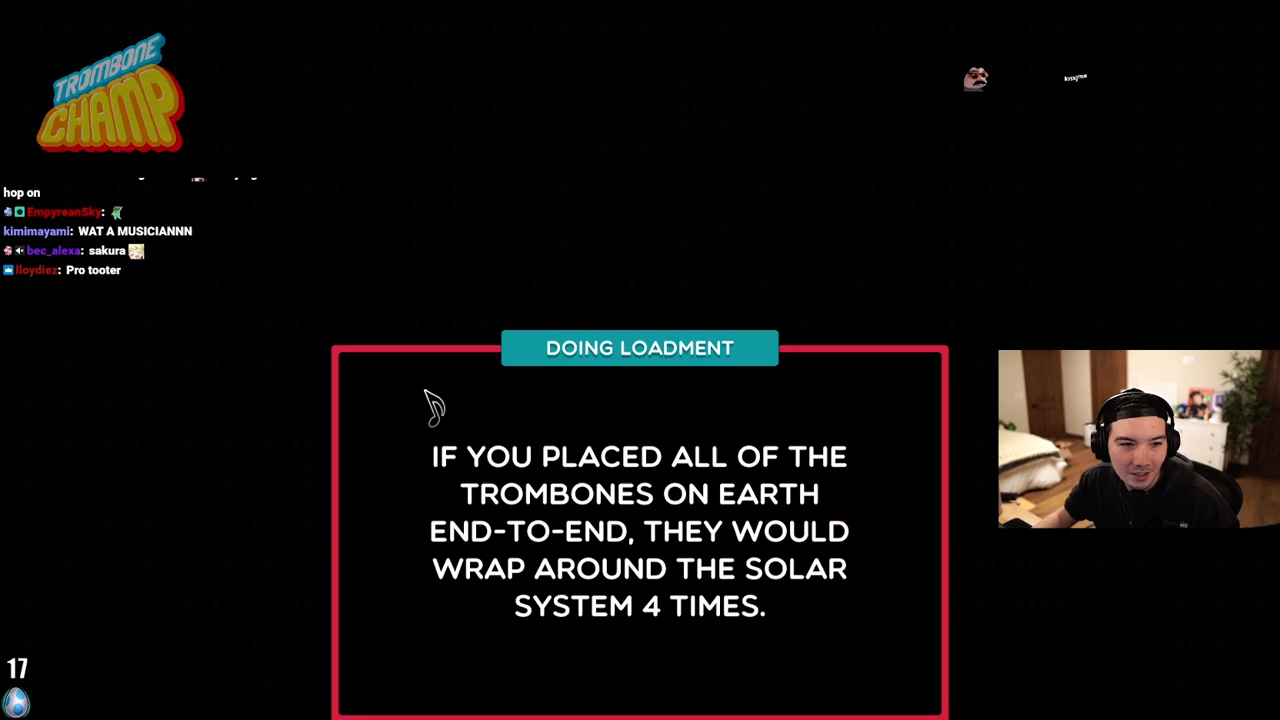 TROMBONE
CHAMP
hop on
EmpyreanSky:
kimimayami: WAT A MUSICIANNN
bec_alexa: sakura
lloydiez: Pro tooter
DOING LOADMENT
IF YOU PLACED ALL OF THE
TROMBONES ON EARTH
END-TO-END, THEY WOULD
WRAP AROUND THE SOLAR
SYSTEM 4 TIMES.
17